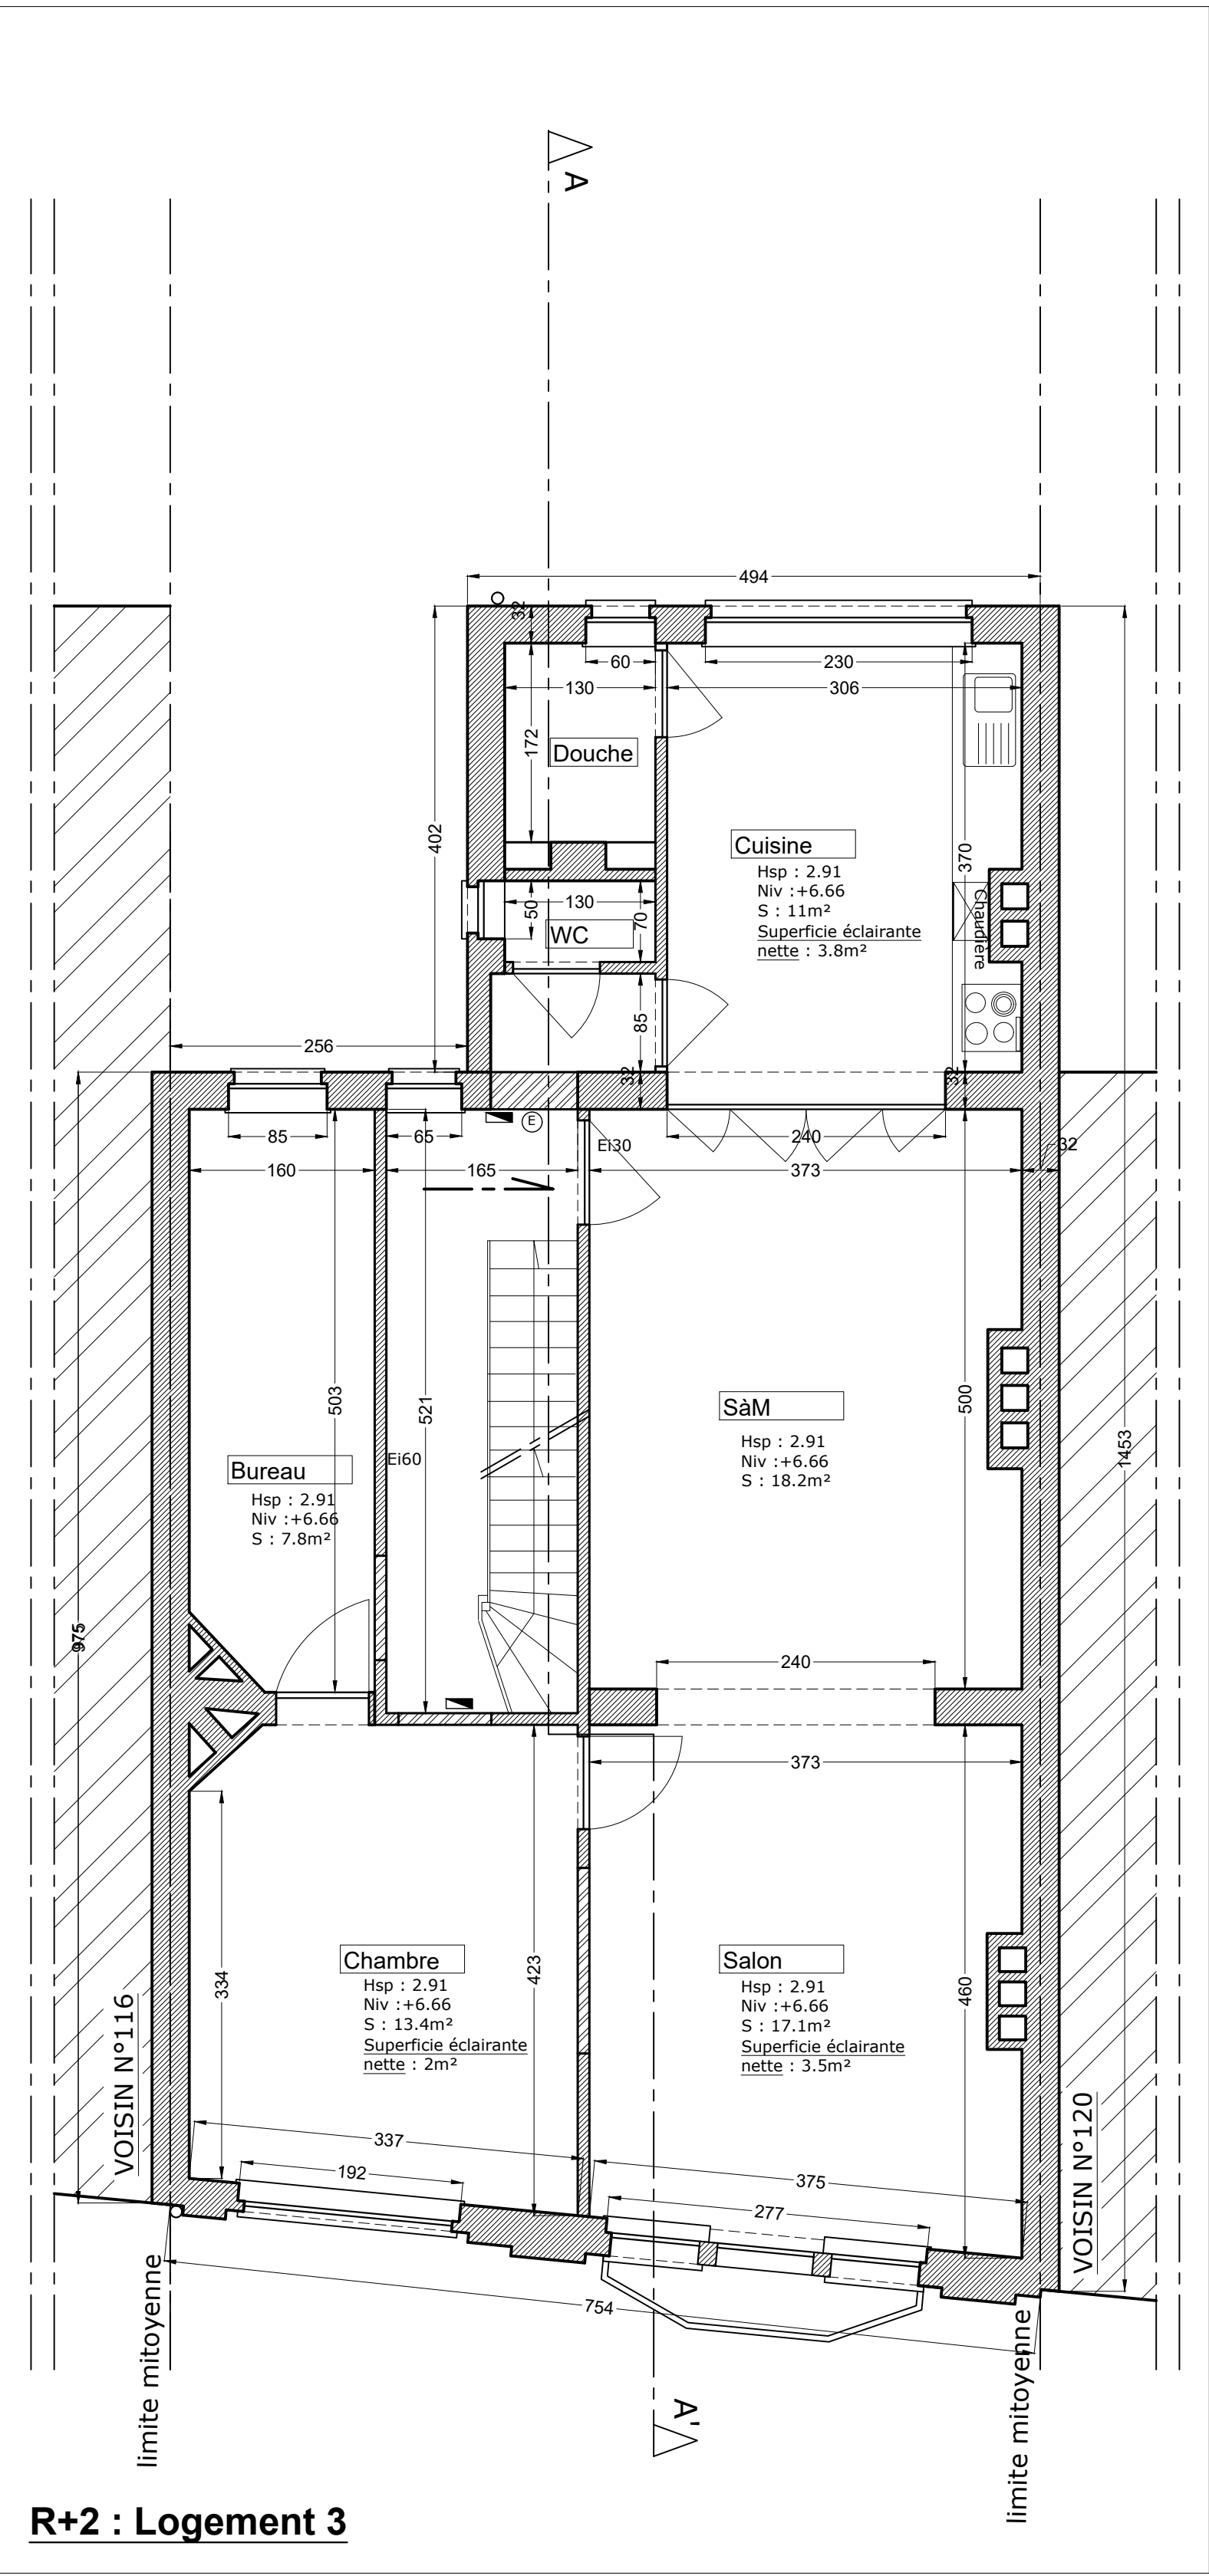 A
494
32
60
230
130
306
172
Douche
402
Cuisine
Hsp : 2.91
Niv :+6.66
S : 11m²
Superficie éclairante
nette : 3.8m²
370
Chaudière
50
130
70
WC
85
256
32
32
E
Ei30
85
65
240
32
160
165
373
503
521
500
1453
SàM
Hsp : 2.91
Niv :+6.66
S : 18.2m²
Ei60
Bureau
Hsp : 2.91
Niv :+6.66
S : 7.8m²
975
240
373
Chambre
Hsp : 2.91
Niv :+6.66
S : 13.4m²
Superficie éclairante
nette : 2m²
334
423
Salon
Hsp : 2.91
Niv :+6.66
S : 17.1m²
Superficie éclairante
nette : 3.5m²
460
VOISIN N°116
VOISIN N°120
337
192
375
277
754
limite mitoyenne
limite mitoyenne
A'
R+2 : Logement 3